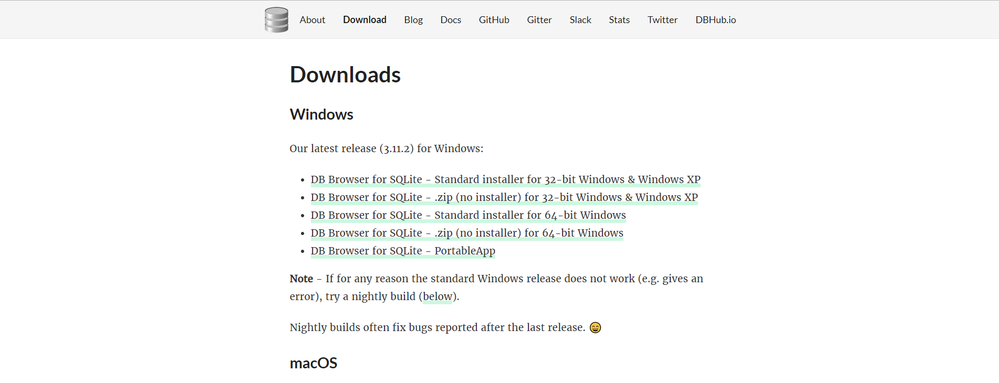 About Download Blog Docs GitHub Gitter Slack Stats Twitter DBHub.io
Downloads
Windows
Our latest release (3.11.2) for Windows:
• DB Browser for SQLite - Standard installer for 32-bit Windows & Windows XP
• DB Browser for SQLite - .zip (no installer) for 32-bit Windows & Windows XP
• DB Browser for SQLite - Standard installer for 64-bit Windows
• DB Browser for SQLite - .zip (no installer) for 64-bit Windows
• DB Browser for SQLite - PortableApp
Note - If for any reason the standard Windows release does not work (e.g. gives an
error), try a nightly build (below).
Nightly builds often fix bugs reported after the last release. 😄
macOS